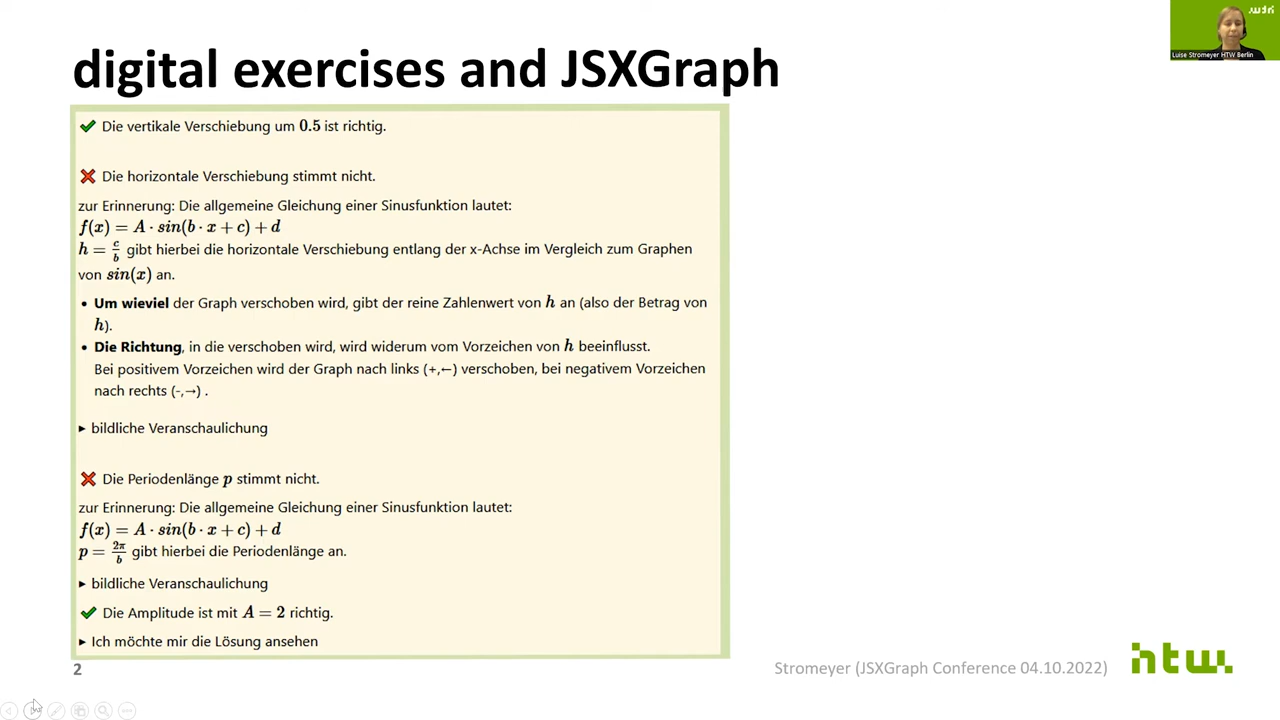 digital exercises and JSXGraph
Luise Stromeyer HTW Berlin
Die vertikale Verschiebung um 0.5 ist richtig.
Die horizontale Verschiebung stimmt nicht.
zur Erinnerung: Die allgemeine Gleichung einer Sinusfunktion lautet:
f(x) = A · sin(b · x + c) + d
h = c/b gibt hierbei die horizontale Verschiebung entlang der x-Achse im Vergleich zum Graphen
von sin(x) an.
• Um wieviel der Graph verschoben wird, gibt der reine Zahlenwert von h an (also der Betrag von
h).
• Die Richtung, in die verschoben wird, wird widerum vom Vorzeichen von h beeinflusst.
Bei positivem Vorzeichen wird der Graph nach links (+,←) verschoben, bei negativem Vorzeichen
nach rechts (-,→) .
▸ bildliche Veranschaulichung
Die Periodenlänge p stimmt nicht.
zur Erinnerung: Die allgemeine Gleichung einer Sinusfunktion lautet:
f(x) = A · sin(b · x + c) + d
p = 2π/b gibt hierbei die Periodenlänge an.
▸ bildliche Veranschaulichung
Die Amplitude ist mit A = 2 richtig.
▸ Ich möchte mir die Lösung ansehen
2
Stromeyer (JSXGraph Conference 04.10.2022)
htw.